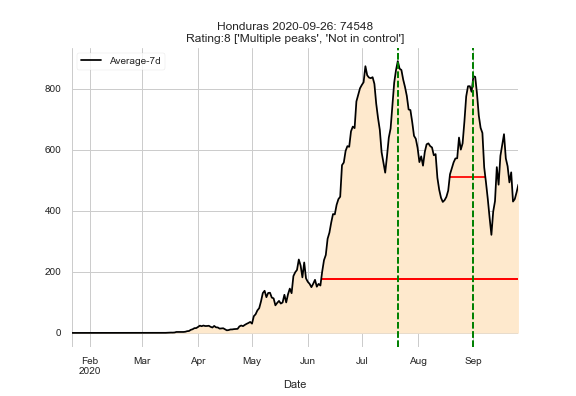 Honduras 2020-09-26: 74548
Rating:8 ['Multiple peaks', 'Not in control']
Average-7d
800
600
400
200
0
Feb Mar Apr May Jun Jul Aug Sep
2020
Date